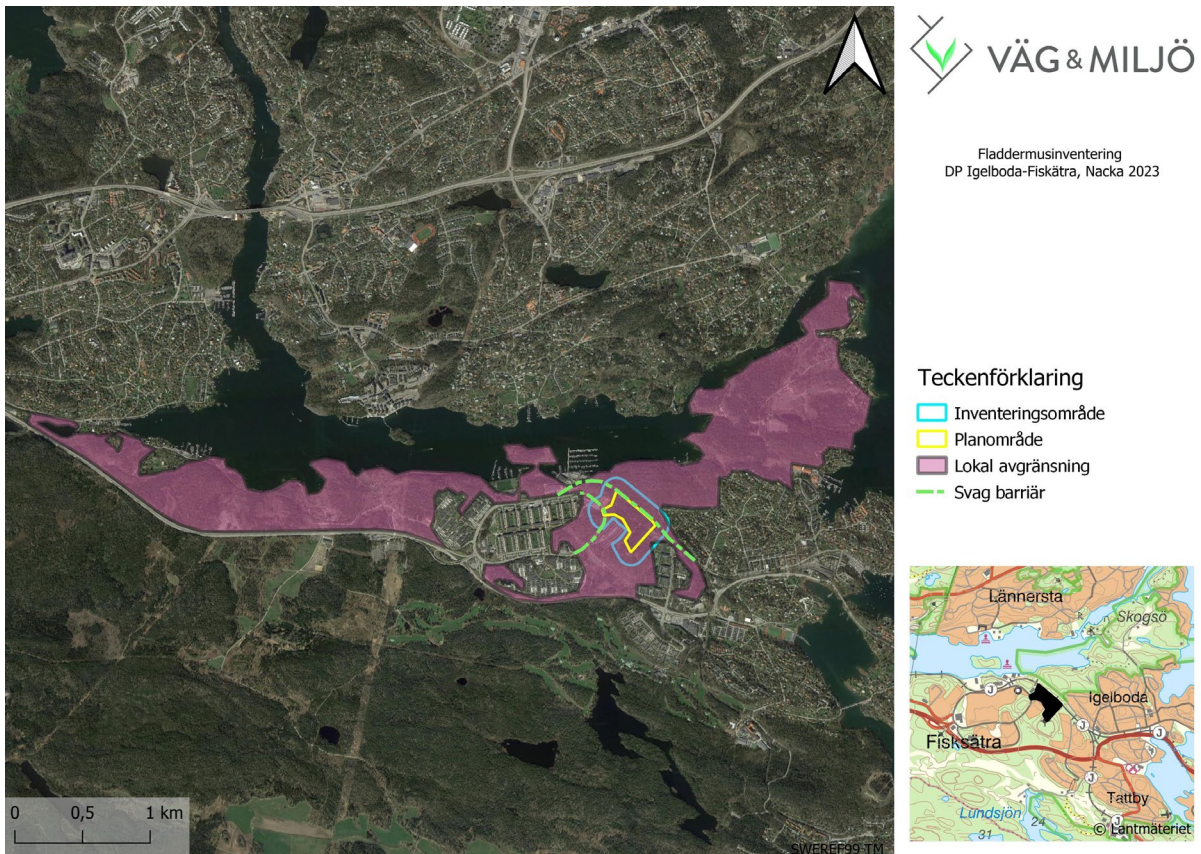 VÄG & MILJÖ
Fladdermusinventering
DP Igelboda-Fiskätra, Nacka 2023
Teckenförklaring
Inventeringsområde
Planområde
Lokal avgränsning
Svag barriär
0 0,5 1 km
SWEREF99 TM
Lännersta
Skogsö
J
Igelboda
J
Fisksätra
J
J
Tattby
Lundsjön
24
J
31
© Lantmäteriet